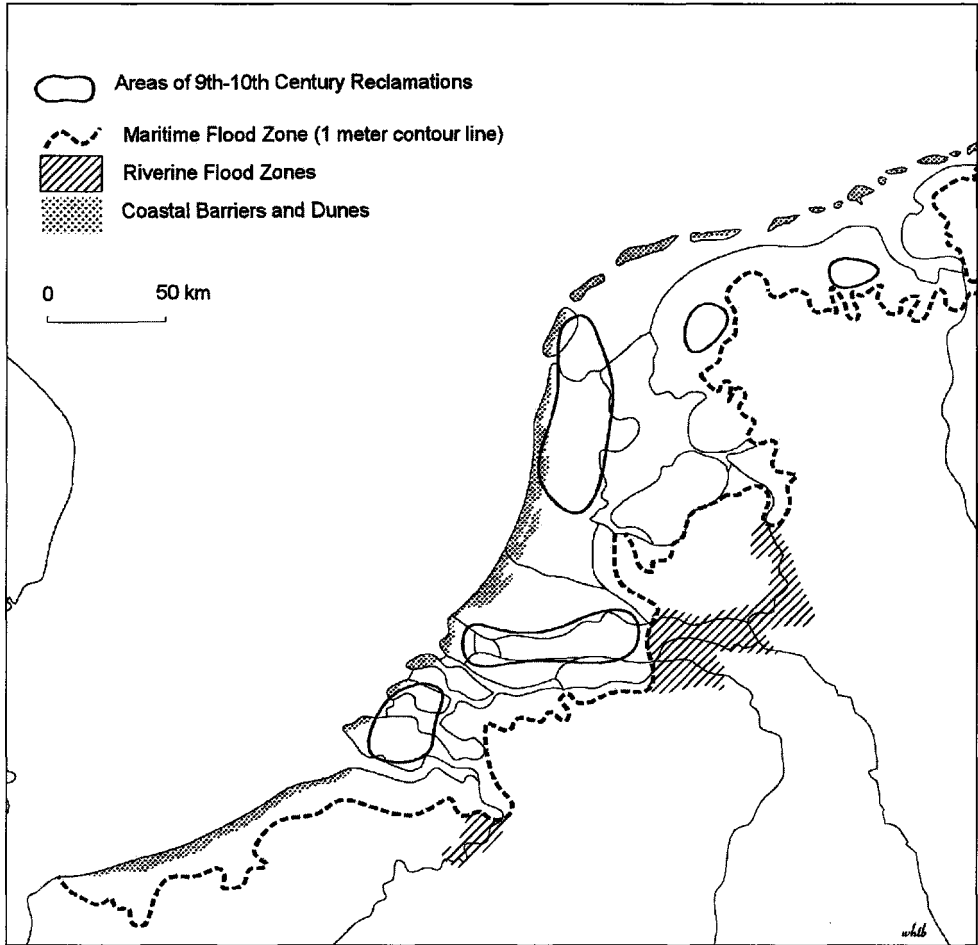 Areas of 9th-10th Century Reclamations
Maritime Flood Zone (1 meter contour line)
Riverine Flood Zones
Coastal Barriers and Dunes
0 50 km
whtb